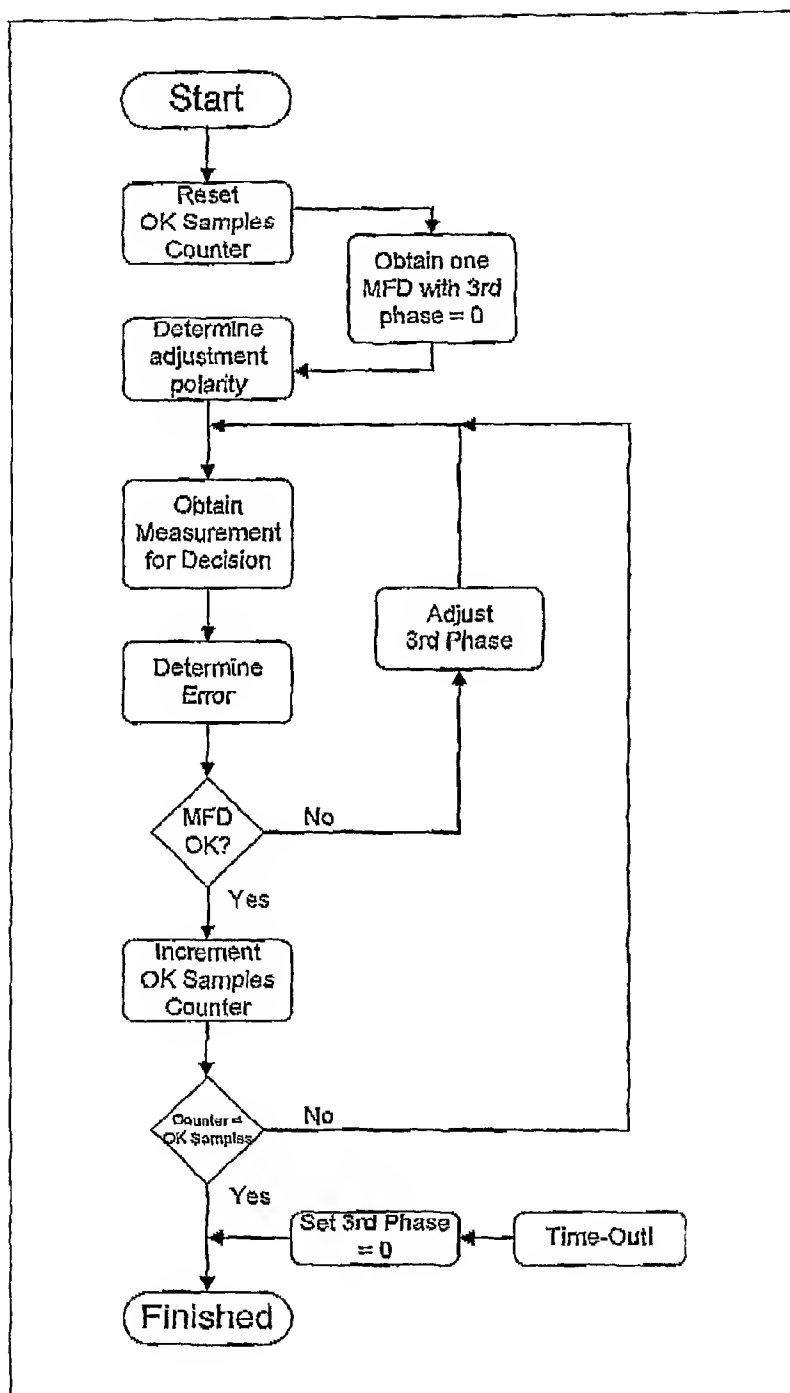 Start
Reset
OK Samples
Counter
Obtain one
MFD with 3rd
phase = 0
Determine
adjustment
polarity
Obtain
Measurement
for Decision
Adjust
3rd Phase
Determine
Error
MFD
OK?
No
Yes
Increment
OK Samples
Counter
Counter =
OK Samples
No
Yes
Set 3rd Phase
= 0
Time-Out!
Finished